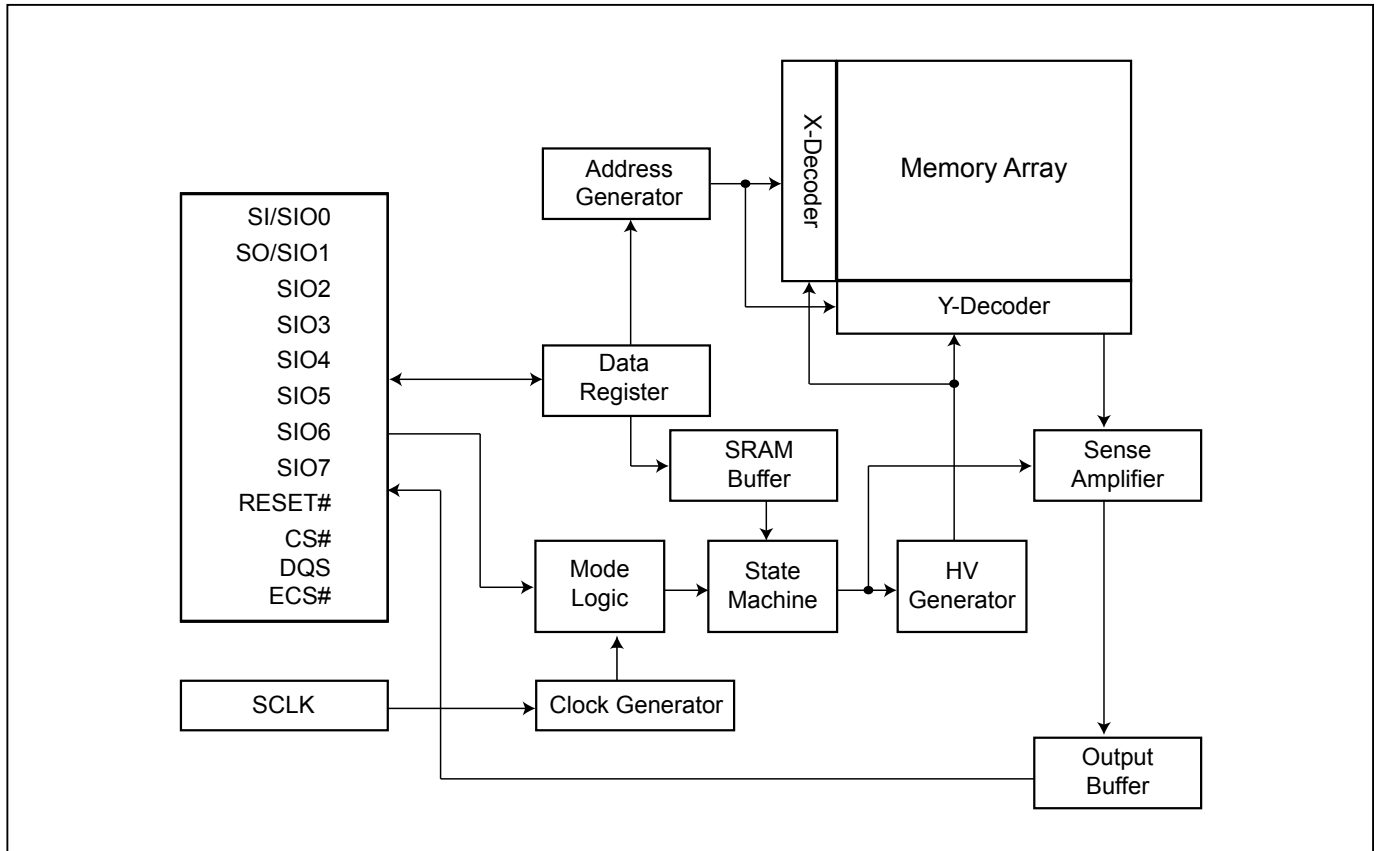 X-Decoder
Memory Array
Address
Generator
SI/SIO0
SO/SIO1
SIO2
SIO3
SIO4
SIO5
SIO6
SIO7
RESET#
CS#
DQS
ECS#
Y-Decoder
Data
Register
SRAM
Buffer
Sense
Amplifier
Mode
Logic
State
Machine
HV
Generator
SCLK
Clock Generator
Output
Buffer